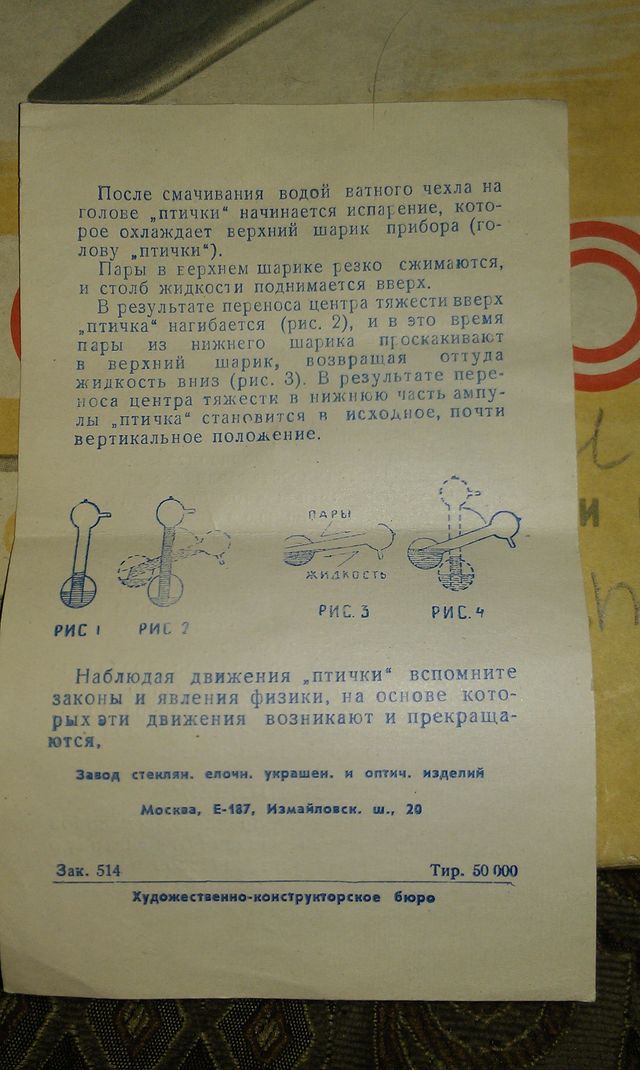 После смачивания водой ватного чехла на
голове „птички“ начинается испарение, кото-
рое охлаждает верхний шарик прибора (го-
лову „птички“).
Пары в верхнем шарике резко сжимаются,
и столб жидкости поднимается вверх.
В результате переноса центра тяжести вверх
„птичка“ нагибается (рис. 2), и в это время
пары из нижнего шарика проскакивают
в верхний шарик, возвращая оттуда
жидкость вниз (рис. 3). В результате пере-
носа центра тяжести в нижнюю часть ампу-
лы „птичка“ становится в исходное, почти
вертикальное положение.
ПАРЫ
ЖИДКОСТЬ
РИС 1 РИС 2 РИС. 3 РИС. 4
Наблюдая движения „птички“ вспомните
законы и явления физики, на основе кото-
рых эти движения возникают и прекраща-
ются,
Завод стеклян. елочн. украшен. и оптич. изделий
Москва, Е-187, Измайловск. ш., 20
Зак. 514 Тир. 50 000
Художественно-конструкторское бюро
и